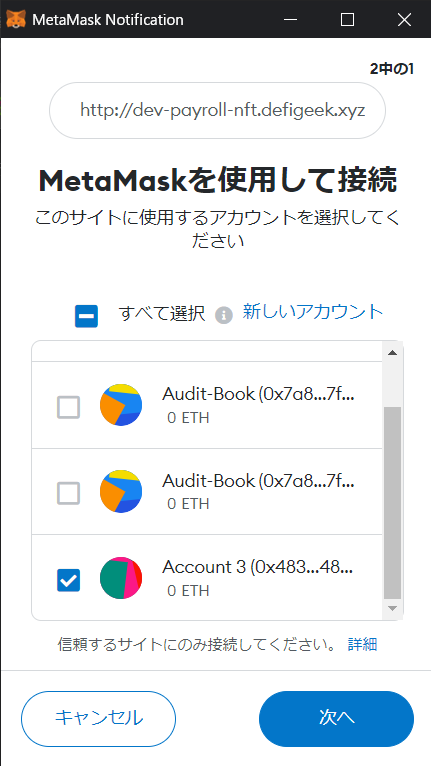 MetaMask Notification
2中の1
http://dev-payroll-nft.defigeek.xyz
MetaMaskを使用して接続
このサイトに使用するアカウントを選択してく
ださい
すべて選択 新しいアカウント
Audit-Book (0x7a8...7f...
0 ETH
Audit-Book (0x7a8...7f...
0 ETH
Account 3 (0x483...48...
0 ETH
信頼するサイトにのみ接続してください。 詳細
キャンセル 次へ